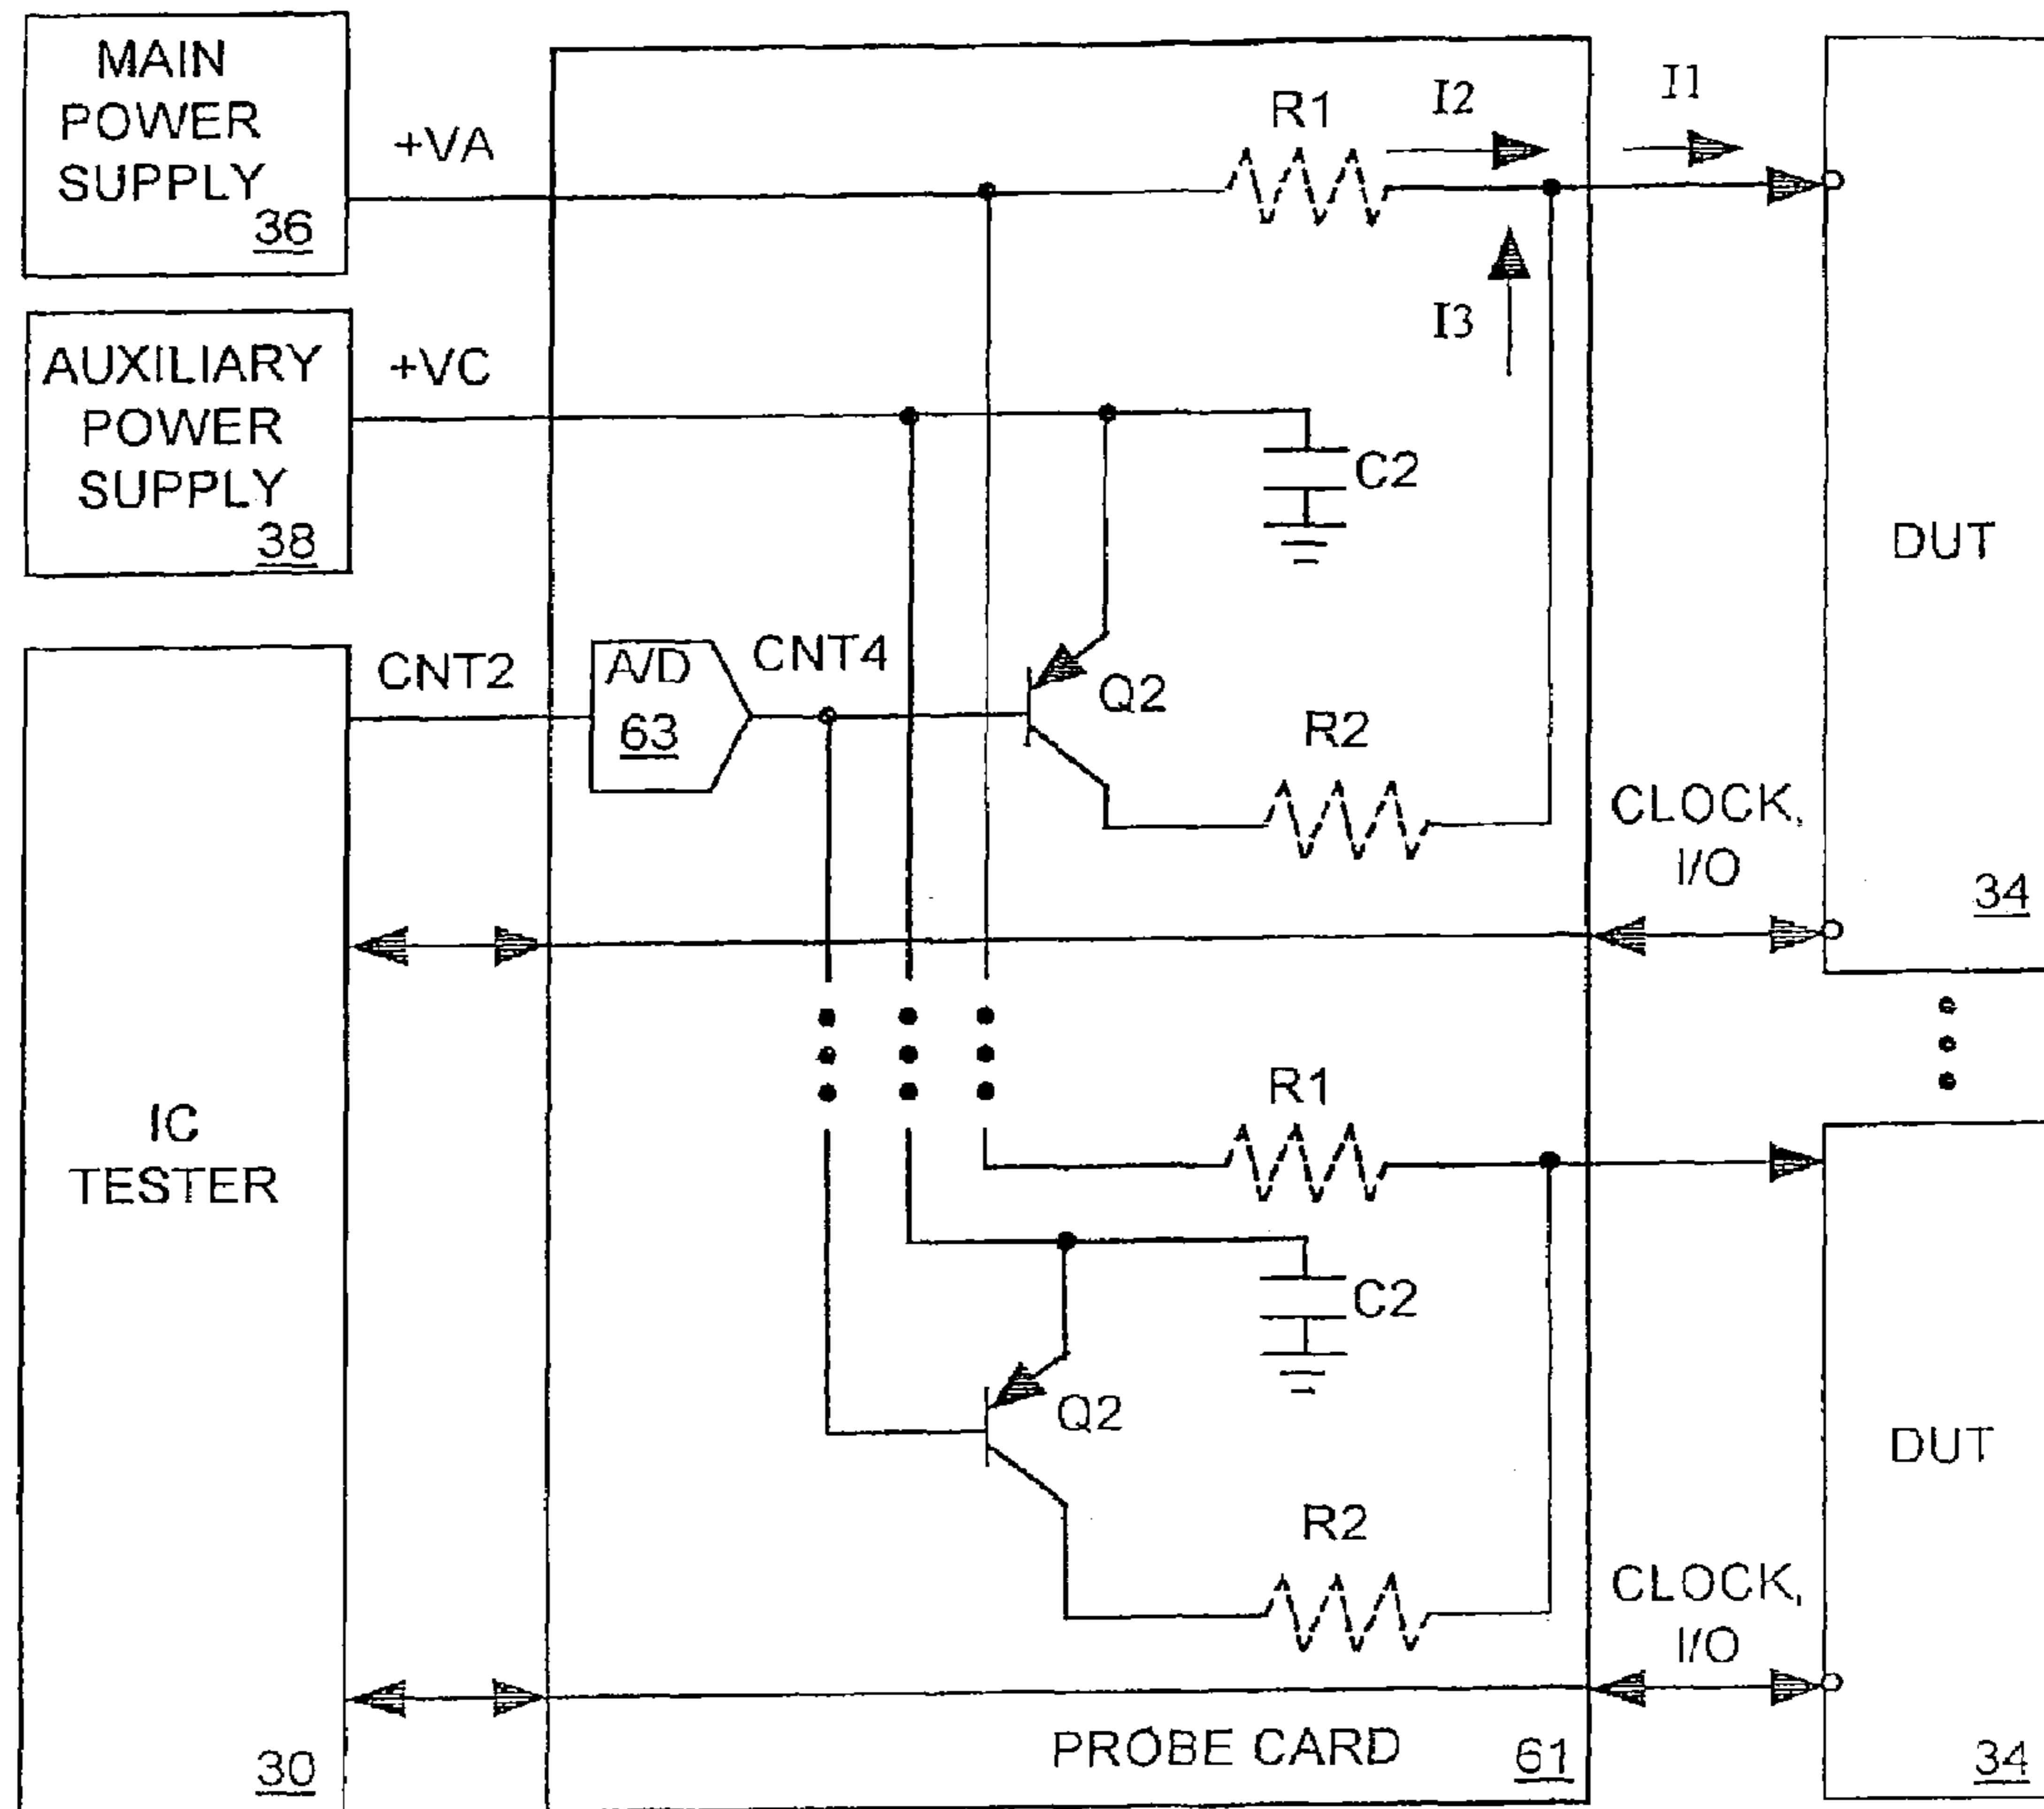 MAIN
POWER
SUPPLY
36
+VA
R1
I2
I1
AUXILIARY
POWER
SUPPLY
38
+VC
I3
C2
DUT
CNT2
A/D
63
CNT4
Q2
R2
CLOCK,
I/O
34
IC
TESTER
30
R1
C2
Q2
R2
DUT
CLOCK,
I/O
34
PROBE CARD
61